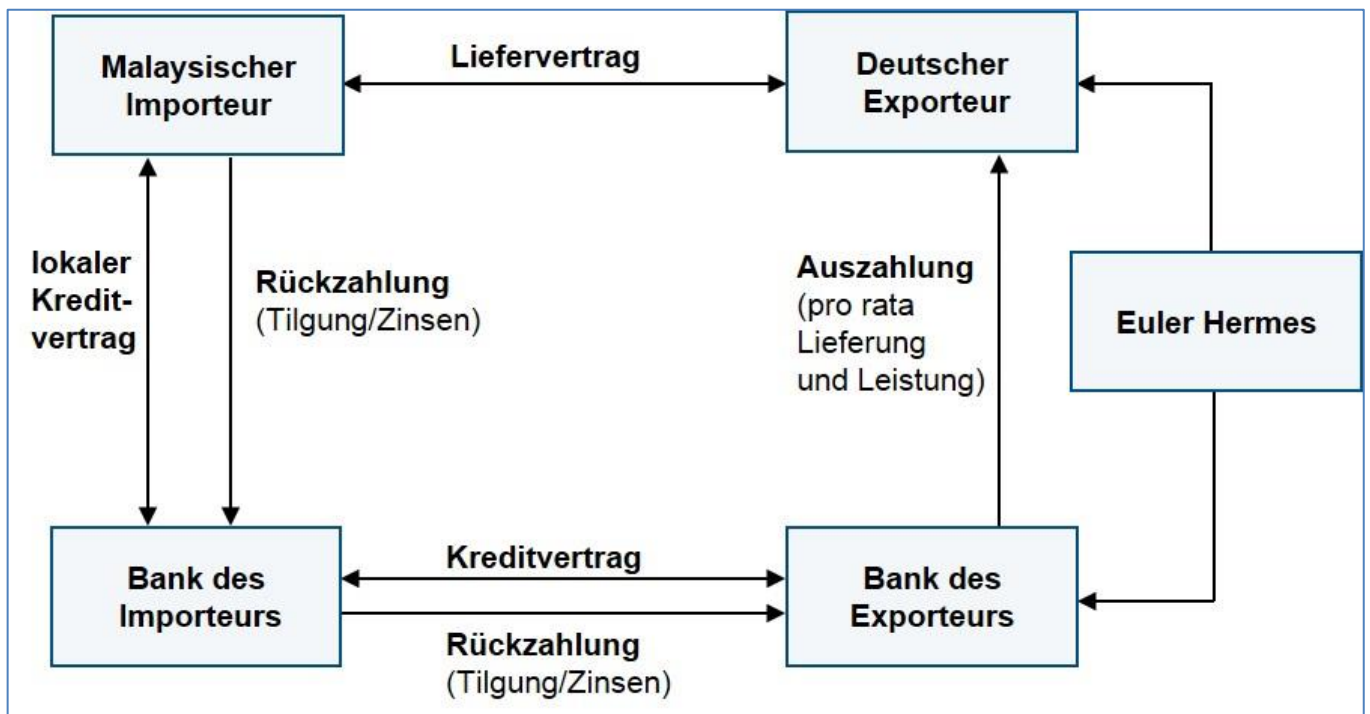 Malaysischer
Importeur
Liefervertrag
Deutscher
Exporteur
lokaler
Kredit-
vertrag
Rückzahlung
(Tilgung/Zinsen)
Auszahlung
(pro rata
Lieferung
und Leistung)
Euler Hermes
Bank des
Importeurs
Kreditvertrag
Rückzahlung
(Tilgung/Zinsen)
Bank des
Exporteurs